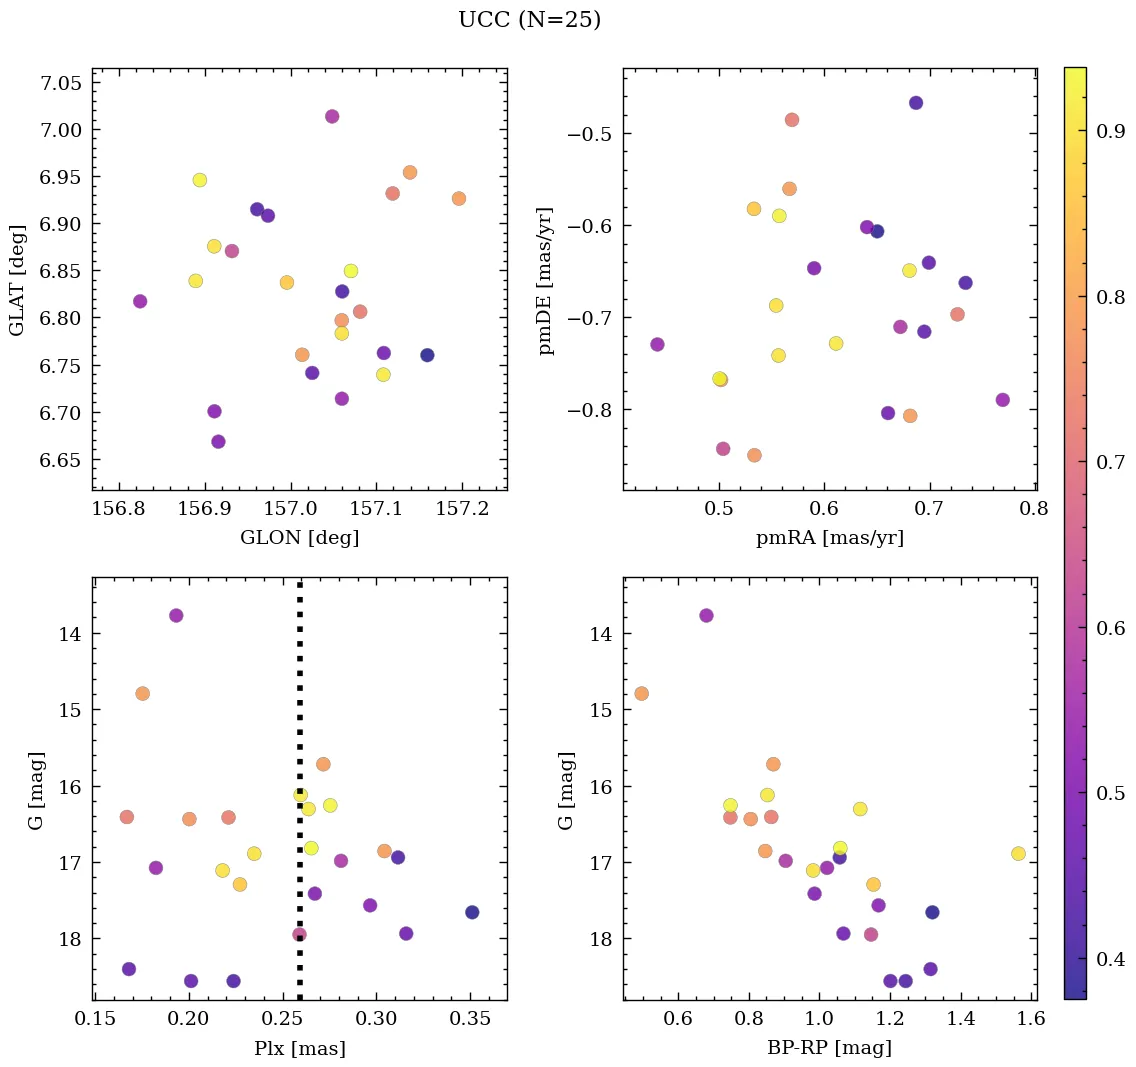 UCC (N=25)
7.05
7.00
6.95
6.90
6.85
6.80
6.75
6.70
6.65
GLAT [deg]
156.8 156.9 157.0 157.1 157.2
GLON [deg]
−0.5
−0.6
−0.7
−0.8
pmDE [mas/yr]
0.5 0.6 0.7 0.8
pmRA [mas/yr]
14
15
16
17
18
G [mag]
0.15 0.20 0.25 0.30 0.35
Plx [mas]
14
15
16
17
18
G [mag]
0.6 0.8 1.0 1.2 1.4 1.6
BP-RP [mag]
0.9
0.8
0.7
0.6
0.5
0.4